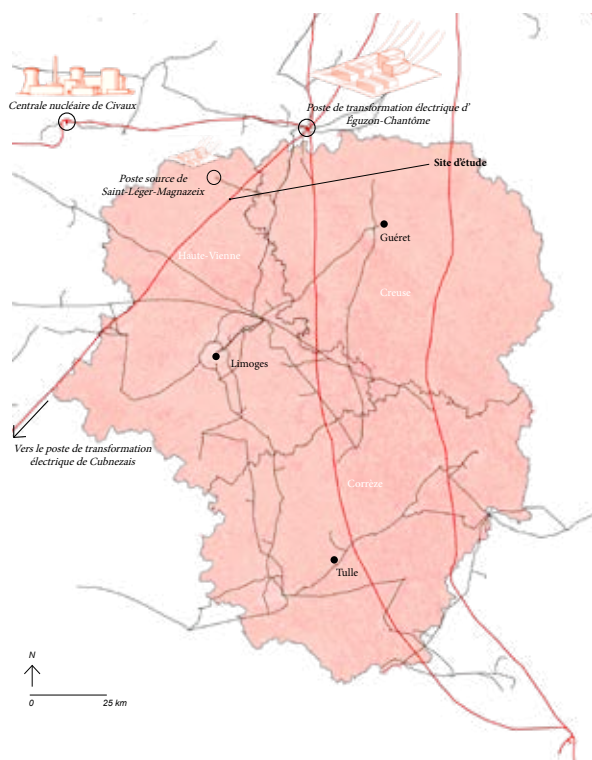 Centrale nucléaire de Civaux
Poste de transformation électrique d'
Éguzon-Chantôme
Site d'étude
Poste source de
Saint-Léger-Magnazeix
Guéret
Haute-Vienne
Creuse
Limoges
Vers le poste de transformation
électrique de Cubnezais
Corrèze
Tulle
N
0
25 km